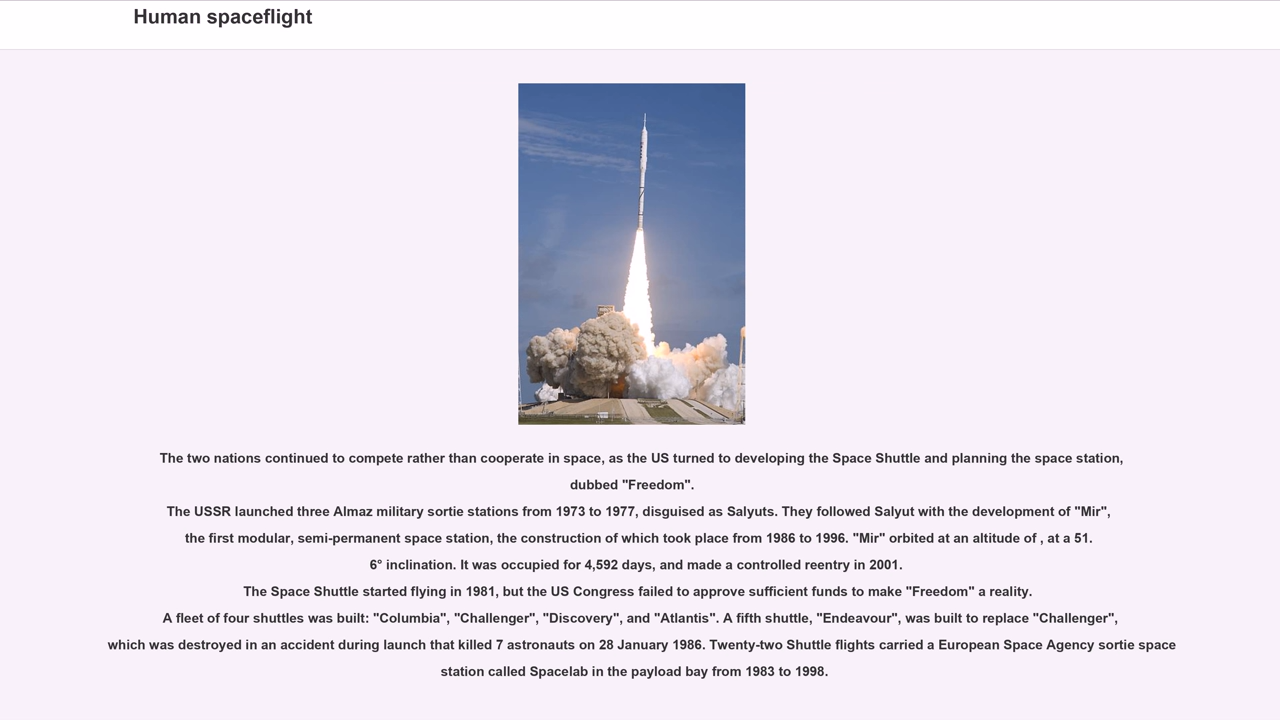 Human spaceflight
The two nations continued to compete rather than cooperate in space, as the US turned to developing the Space Shuttle and planning the space station,
dubbed "Freedom".
The USSR launched three Almaz military sortie stations from 1973 to 1977, disguised as Salyuts. They followed Salyut with the development of "Mir",
the first modular, semi-permanent space station, the construction of which took place from 1986 to 1996. "Mir" orbited at an altitude of , at a 51.
6° inclination. It was occupied for 4,592 days, and made a controlled reentry in 2001.
The Space Shuttle started flying in 1981, but the US Congress failed to approve sufficient funds to make "Freedom" a reality.
A fleet of four shuttles was built: "Columbia", "Challenger", "Discovery", and "Atlantis". A fifth shuttle, "Endeavour", was built to replace "Challenger",
which was destroyed in an accident during launch that killed 7 astronauts on 28 January 1986. Twenty-two Shuttle flights carried a European Space Agency sortie space
station called Spacelab in the payload bay from 1983 to 1998.